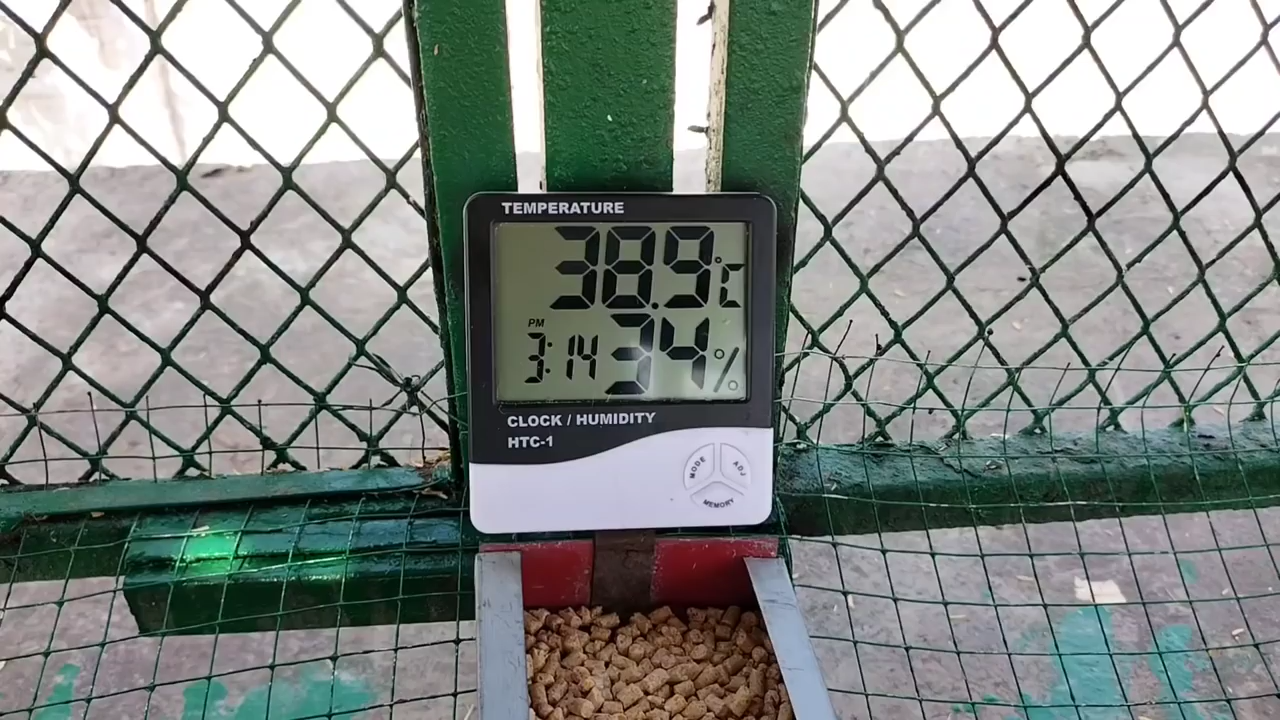 TEMPERATURE
38.9°C
PM
3:14 34%
CLOCK / HUMIDITY
HTC-1
MODE ADJ
MEMORY